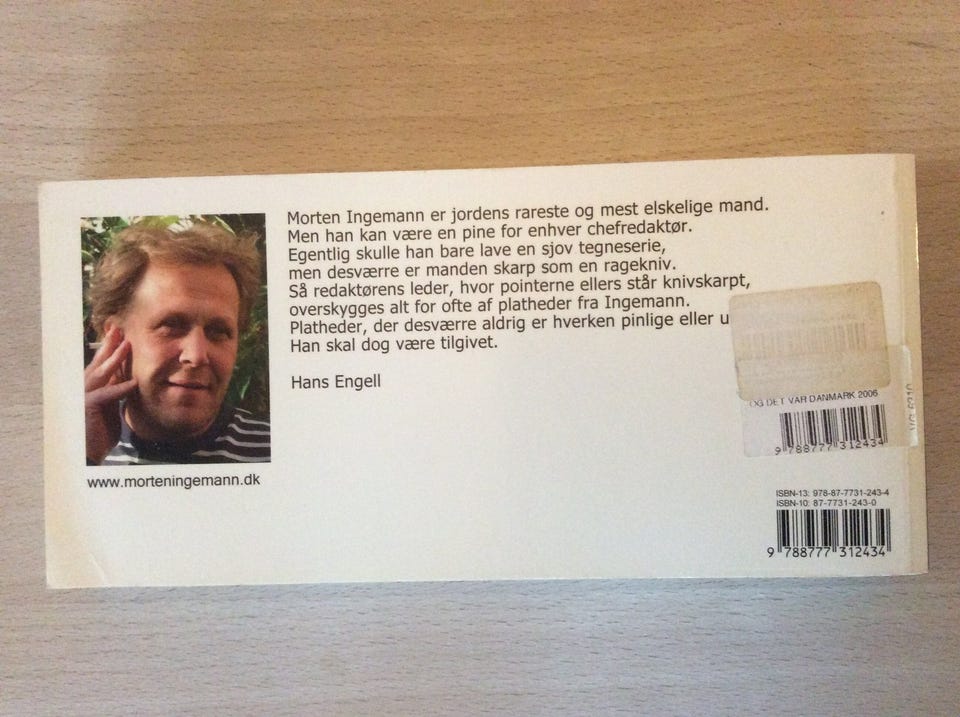 Morten Ingemann er jordens rareste og mest elskelige mand.
Men han kan være en pine for enhver chefredaktør.
Egentlig skulle han bare lave en sjov tegneserie,
men desværre er manden skarp som en ragekniv.
Så redaktørens leder, hvor pointerne ellers står knivskarpt,
overskygges alt for ofte af platheder fra Ingemann.
Platheder, der desværre aldrig er hverken pinlige eller u
Han skal dog være tilgivet.
Hans Engell
www.morteningemann.dk
OG DET VAR DANMARK 2006
9 788777 312434
ISBN-13: 978-87-7731-243-4
ISBN-10: 87-7731-243-0
9 788777 312434